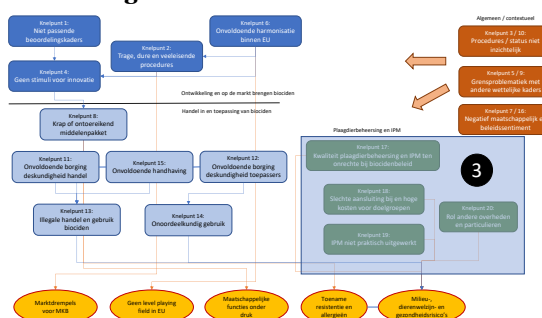 Knelpunt 1:
Niet passende
beoordelingskaders
Knelpunt 2:
Trage, dure en veeleisende
procedures
Knelpunt 6:
Onvoldoende harmonisatie
binnen EU
Knelpunt 4:
Geen stimuli voor innovatie
Ontwikkeling en op de markt brengen biociden
Handel in en toepassing van biociden
Knelpunt 8:
Krap of ontoereikend
middelenpakket
Knelpunt 11:
Onvoldoende borging
deskundigheid handel
Knelpunt 15:
Onvoldoende handhaving
Knelpunt 12:
Onvoldoende borging
deskundigheid toepassers
Knelpunt 13:
Illegale handel en gebruik
biociden
Knelpunt 14:
Onoordeelkundig gebruik
Algemeen / contextueel
Knelpunt 3 / 10:
Procedures / status niet
inzichtelijk
Knelpunt 5 / 9:
Grensproblematiek met
andere wettelijke kaders
Knelpunt 7 / 16:
Negatief maatschappelijk en
beleidssentiment
Plaagdierbeheersing en IPM
Knelpunt 17:
Kwaliteit plaagdierbeheersing en IPM ten
onrechte bij biocidenbeleid
3
Knelpunt 18:
Slechte aansluiting bij en hoge
kosten voor doelgroepen
Knelpunt 19:
IPM niet praktisch uitgewerkt
Knelpunt 20:
Rol andere overheden
en particulieren
Marktdrempels
voor MKB
Geen level playing
field in EU
Maatschappelijke
functies onder
druk
Toename
resistentie en
allergieën
Milieu-,
dierenwelzijn- en
gezondheidsrisico's